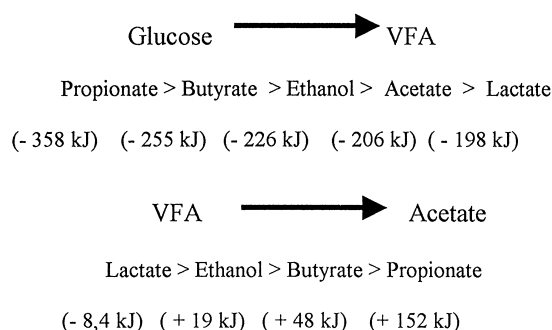 Glucose VFA
Propionate > Butyrate > Ethanol > Acetate > Lactate
(- 358 kJ) (- 255 kJ) (- 226 kJ) (- 206 kJ) ( - 198 kJ)
VFA Acetate
Lactate > Ethanol > Butyrate > Propionate
(- 8,4 kJ) ( + 19 kJ) ( + 48 kJ) (+ 152 kJ)